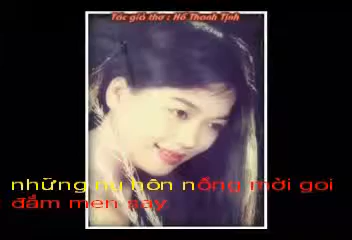 Tác giả thơ : Hồ Thanh Tịnh
những nụ hôn nồng mời gọi
đắm men say